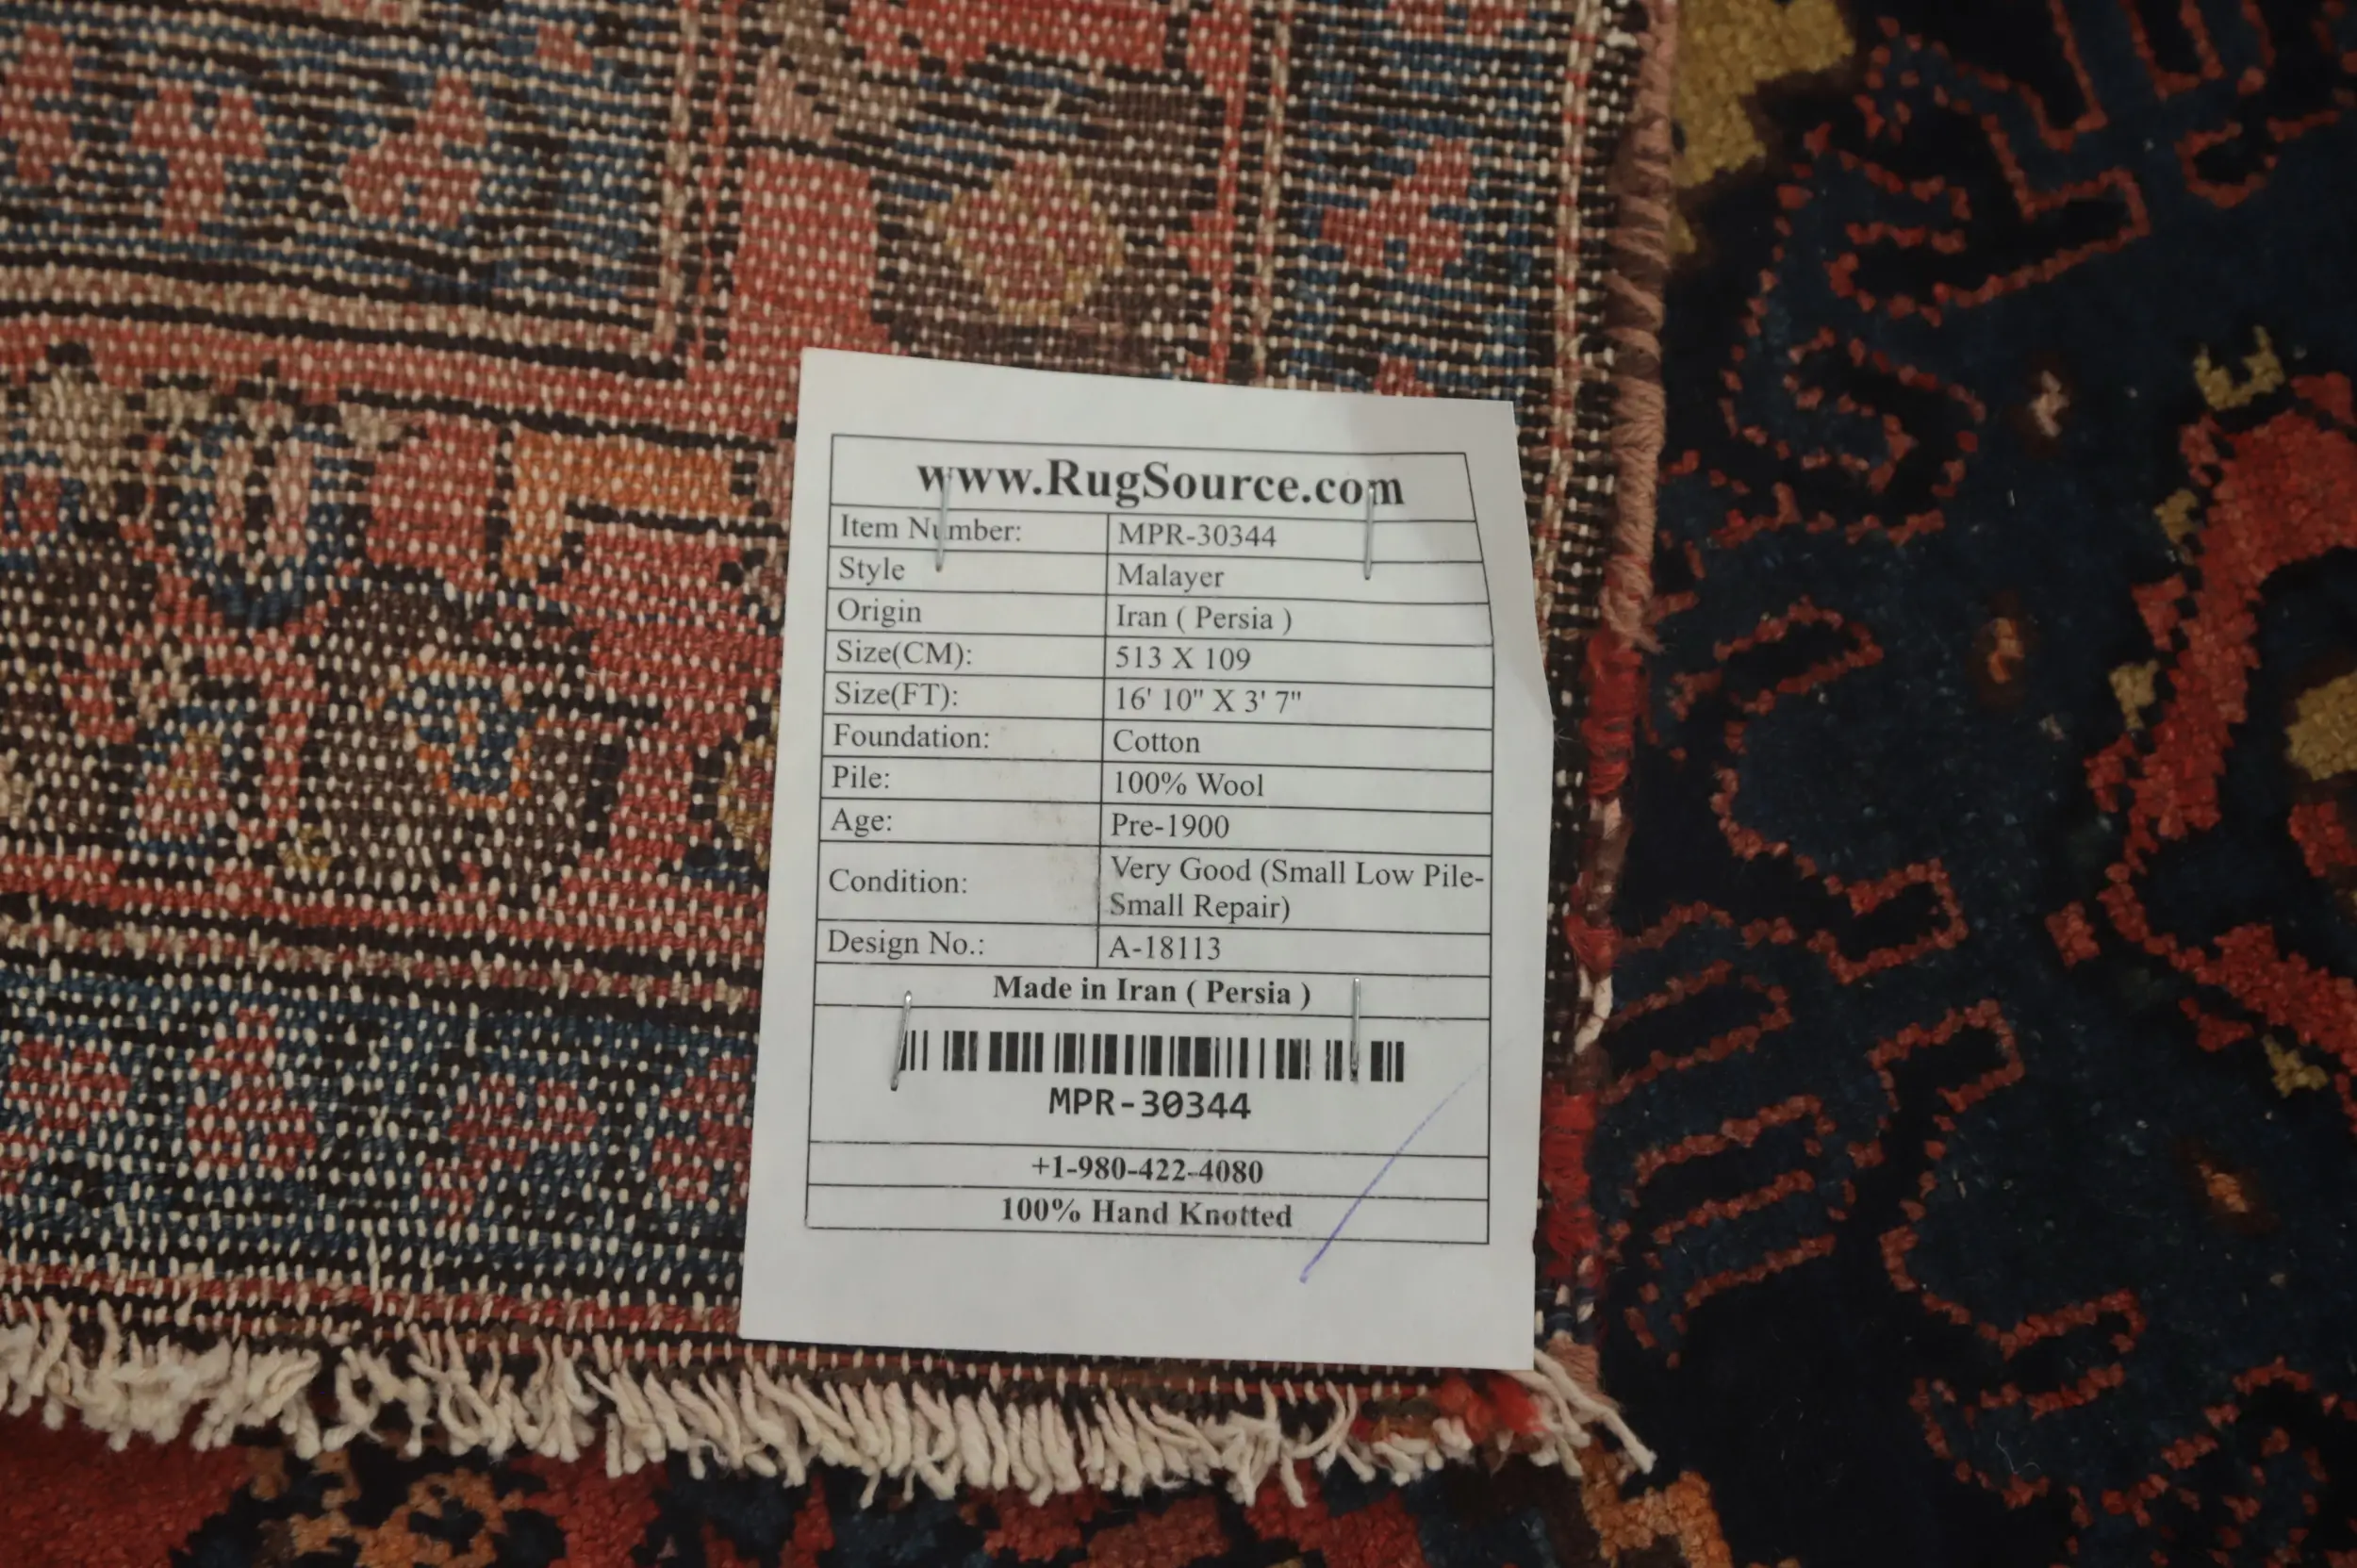 www.RugSource.com
Item Number: MPR-30344
Style Malayer
Origin Iran ( Persia )
Size(CM): 513 X 109
Size(FT): 16' 10" X 3' 7"
Foundation: Cotton
Pile: 100% Wool
Age: Pre-1900
Condition: Very Good (Small Low Pile-
Small Repair)
Design No.: A-18113
Made in Iran ( Persia )
MPR-30344
+1-980-422-4080
100% Hand Knotted